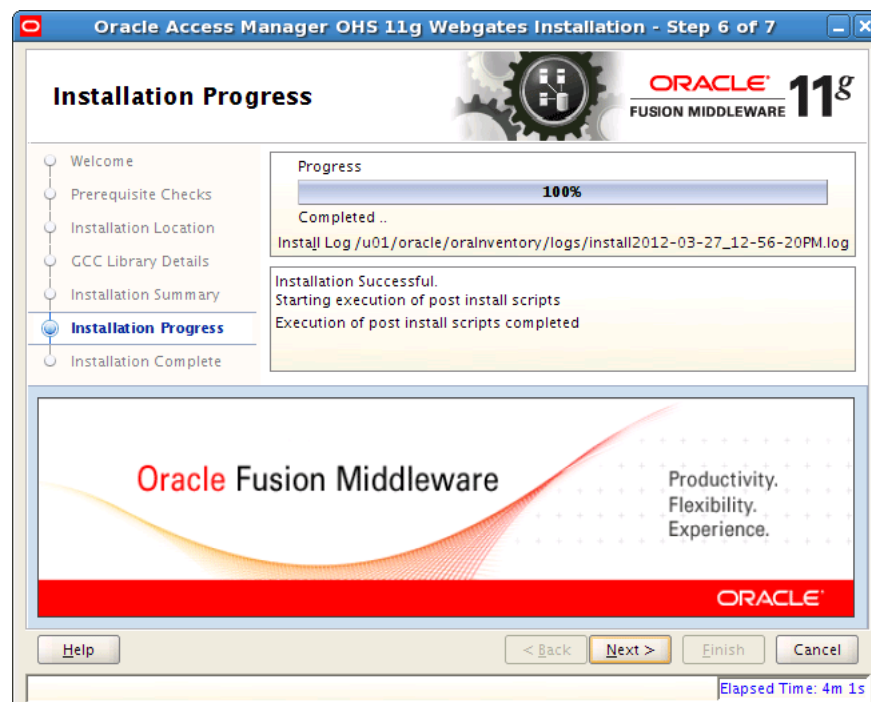 Oracle Access Manager OHS 11g Webgates Installation - Step 6 of 7
Installation Progress
ORACLE
FUSION MIDDLEWARE
11g
Welcome
Prerequisite Checks
Installation Location
GCC Library Details
Installation Summary
Installation Progress
Installation Complete
Progress
100%
Completed ..
Install Log /u01/oracle/oraInventory/logs/install2012-03-27_12-56-20PM.log
Installation Successful.
Starting execution of post install scripts
Execution of post install scripts completed
Oracle Fusion Middleware
Productivity.
Flexibility.
Experience.
ORACLE
Help
< Back
Next >
Finish
Cancel
Elapsed Time: 4m 1s